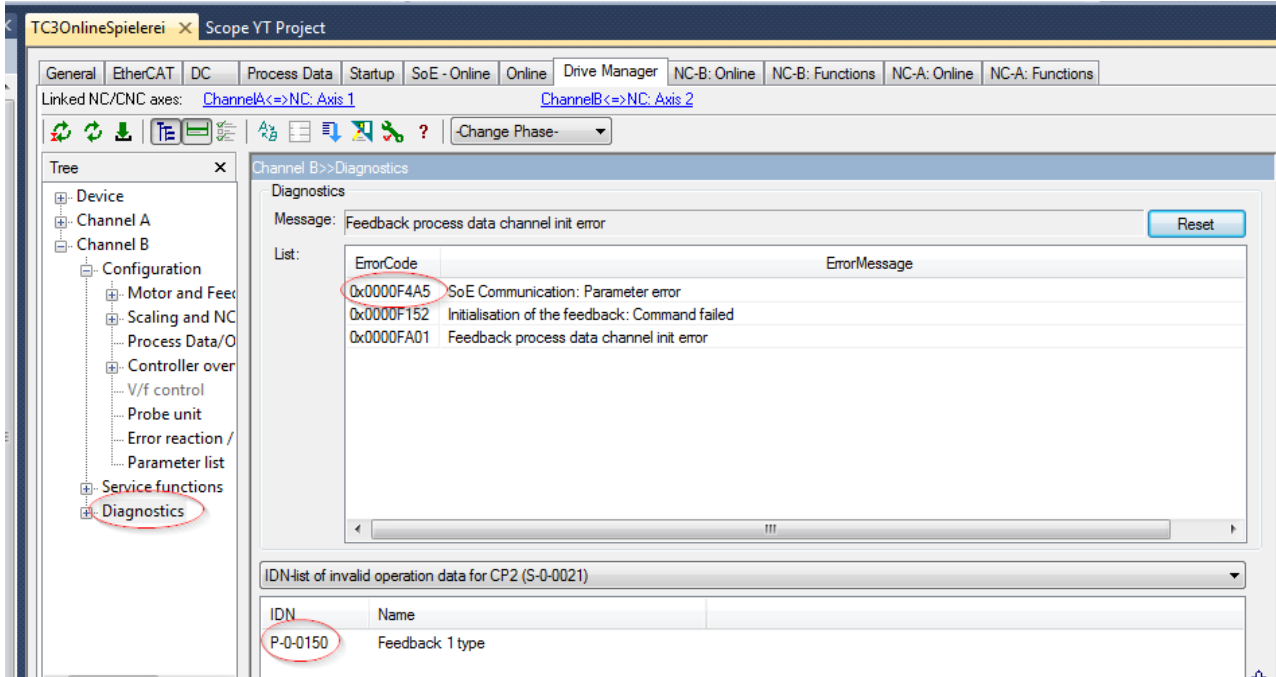 TC3OnlineSpielerei Scope YT Project
General EtherCAT DC Process Data Startup SoE - Online Online Drive Manager NC-B: Online NC-B: Functions NC-A: Online NC-A: Functions
Linked NC/CNC axes: ChannelA<=>NC: Axis 1 ChannelB<=>NC: Axis 2
-Change Phase-
Tree
Channel B>>Diagnostics
Device
Channel A
Channel B
Configuration
Motor and Feed
Scaling and NC
Process Data/O
Controller over
V/f control
Probe unit
Error reaction /
Parameter list
Service functions
Diagnostics
Diagnostics
Message: Feedback process data channel init error Reset
List:
ErrorCode ErrorMessage
0x0000F4A5 SoE Communication: Parameter error
0x0000F152 Initialisation of the feedback: Command failed
0x0000FA01 Feedback process data channel init error
IDN-list of invalid operation data for CP2 (S-0-0021)
IDN Name
P-0-0150 Feedback 1 type